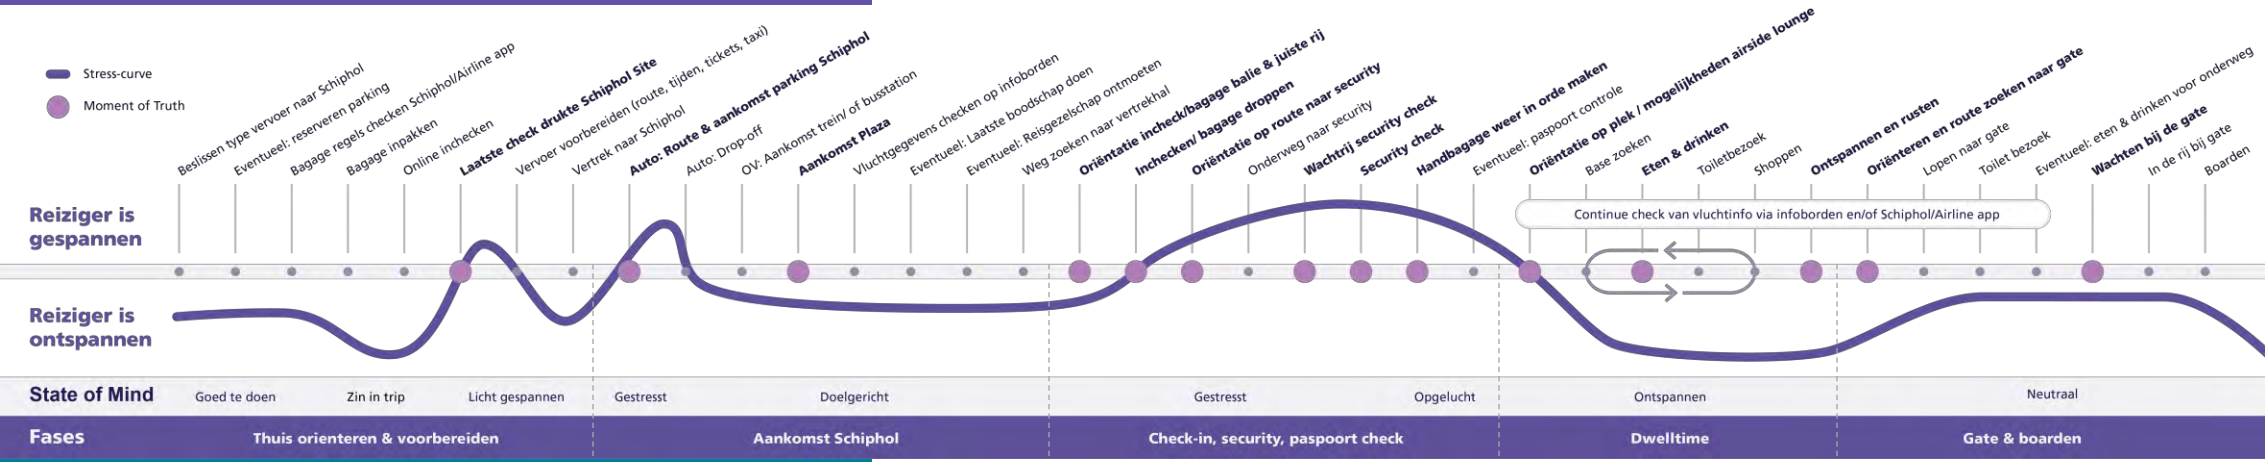 Stress-curve
Moment of Truth
Beslissen type vervoer naar Schiphol
Eventueel: reserveren parking
Bagage regels checken Schiphol/Airline app
Bagage inpakken
Online inchecken
Laatste check drukte Schiphol Site
Vervoer voorbereiden (route, tijden, tickets, taxi)
Vertrek naar Schiphol
Auto: Route & aankomst parking Schiphol
Auto: Drop-off
OV: Aankomst trein/ of busstation
Aankomst Plaza
Vluchtgegevens checken op infoborden
Eventueel: Laatste boodschap doen
Eventueel: Reisgezelschap ontmoeten
Weg zoeken naar vertrekhal
Oriëntatie incheck/bagage balie & juiste rij
Inchecken/ bagage droppen
Oriëntatie op route naar security
Onderweg naar security
Wachtrij security check
Security check
Handbagage weer in orde maken
Eventueel: paspoort controle
Oriëntatie op plek / mogelijkheden airside lounge
Base zoeken
Eten & drinken
Toiletbezoek
Shoppen
Ontspannen en rusten
Oriënteren en route zoeken naar gate
Lopen naar gate
Toilet bezoek
Eventueel: eten & drinken voor onderweg
Wachten bij de gate
In de rij bij gate
Boarden
Reiziger is
gespannen
Continue check van vluchtinfo via infoborden en/of Schiphol/Airline app
Reiziger is
ontspannen
State of Mind
Goed te doen
Zin in trip
Licht gespannen
Gestresst
Doelgericht
Gestresst
Opgelucht
Ontspannen
Neutraal
Fases
Thuis orienteren & voorbereiden
Aankomst Schiphol
Check-in, security, paspoort check
Dwelltime
Gate & boarden